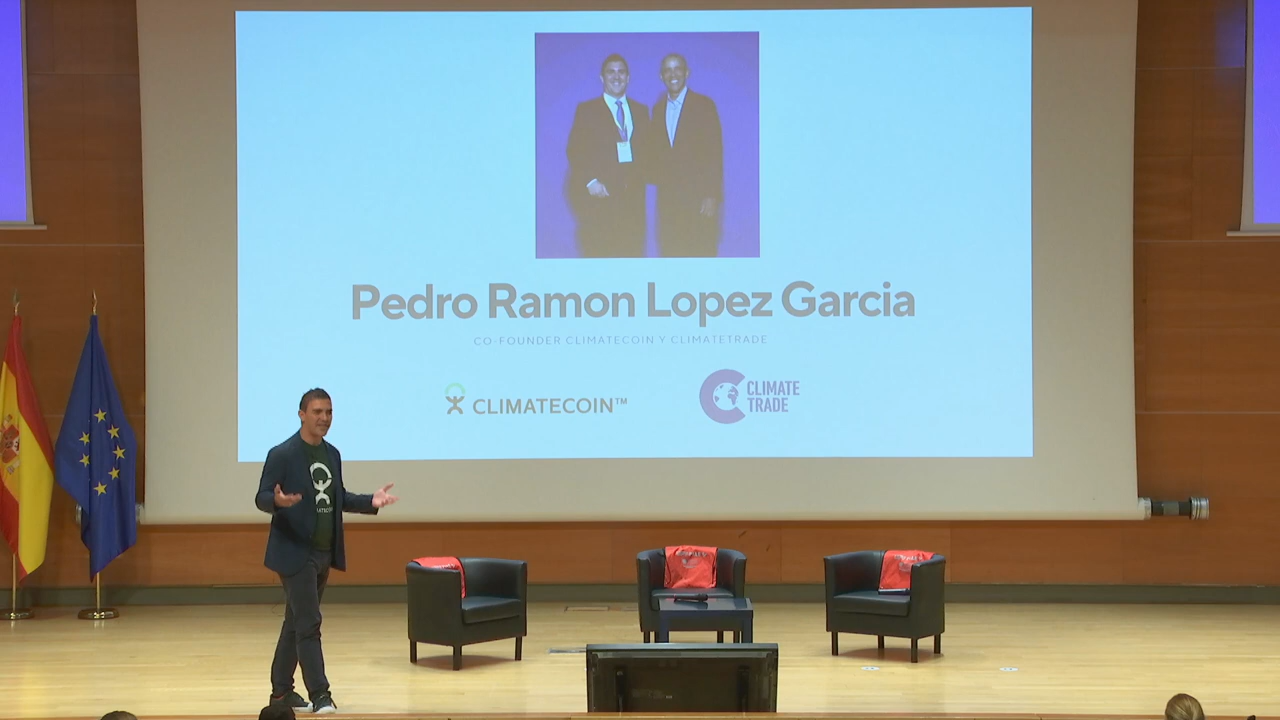 Pedro Ramon Lopez Garcia
CO-FOUNDER CLIMATECOIN Y CLIMATETRADE
CLIMATECOIN™
CLIMATE
TRADE